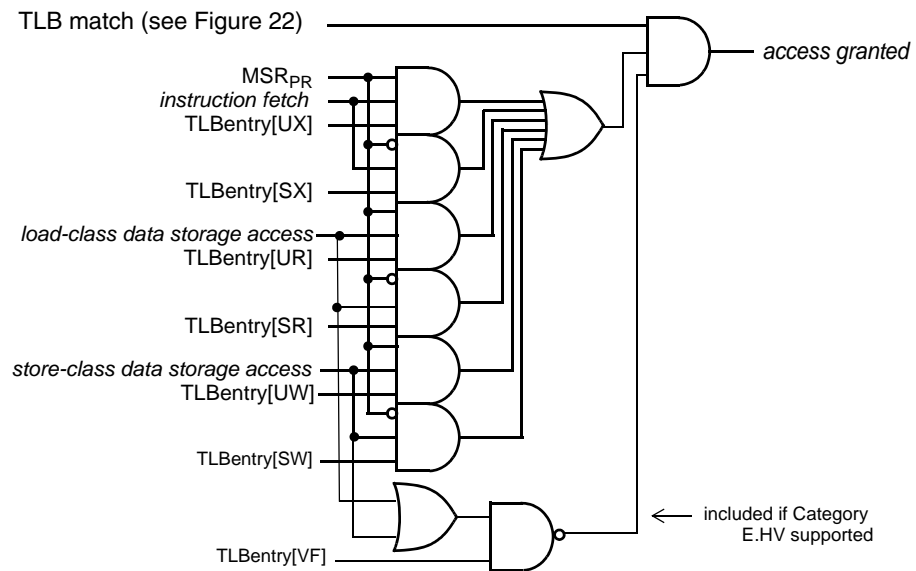 TLB match (see Figure 22)
access granted
MSRPR
instruction fetch
TLBentry[UX]
TLBentry[SX]
load-class data storage access
TLBentry[UR]
TLBentry[SR]
store-class data storage access
TLBentry[UW]
TLBentry[SW]
included if Category
E.HV supported
TLBentry[VF]